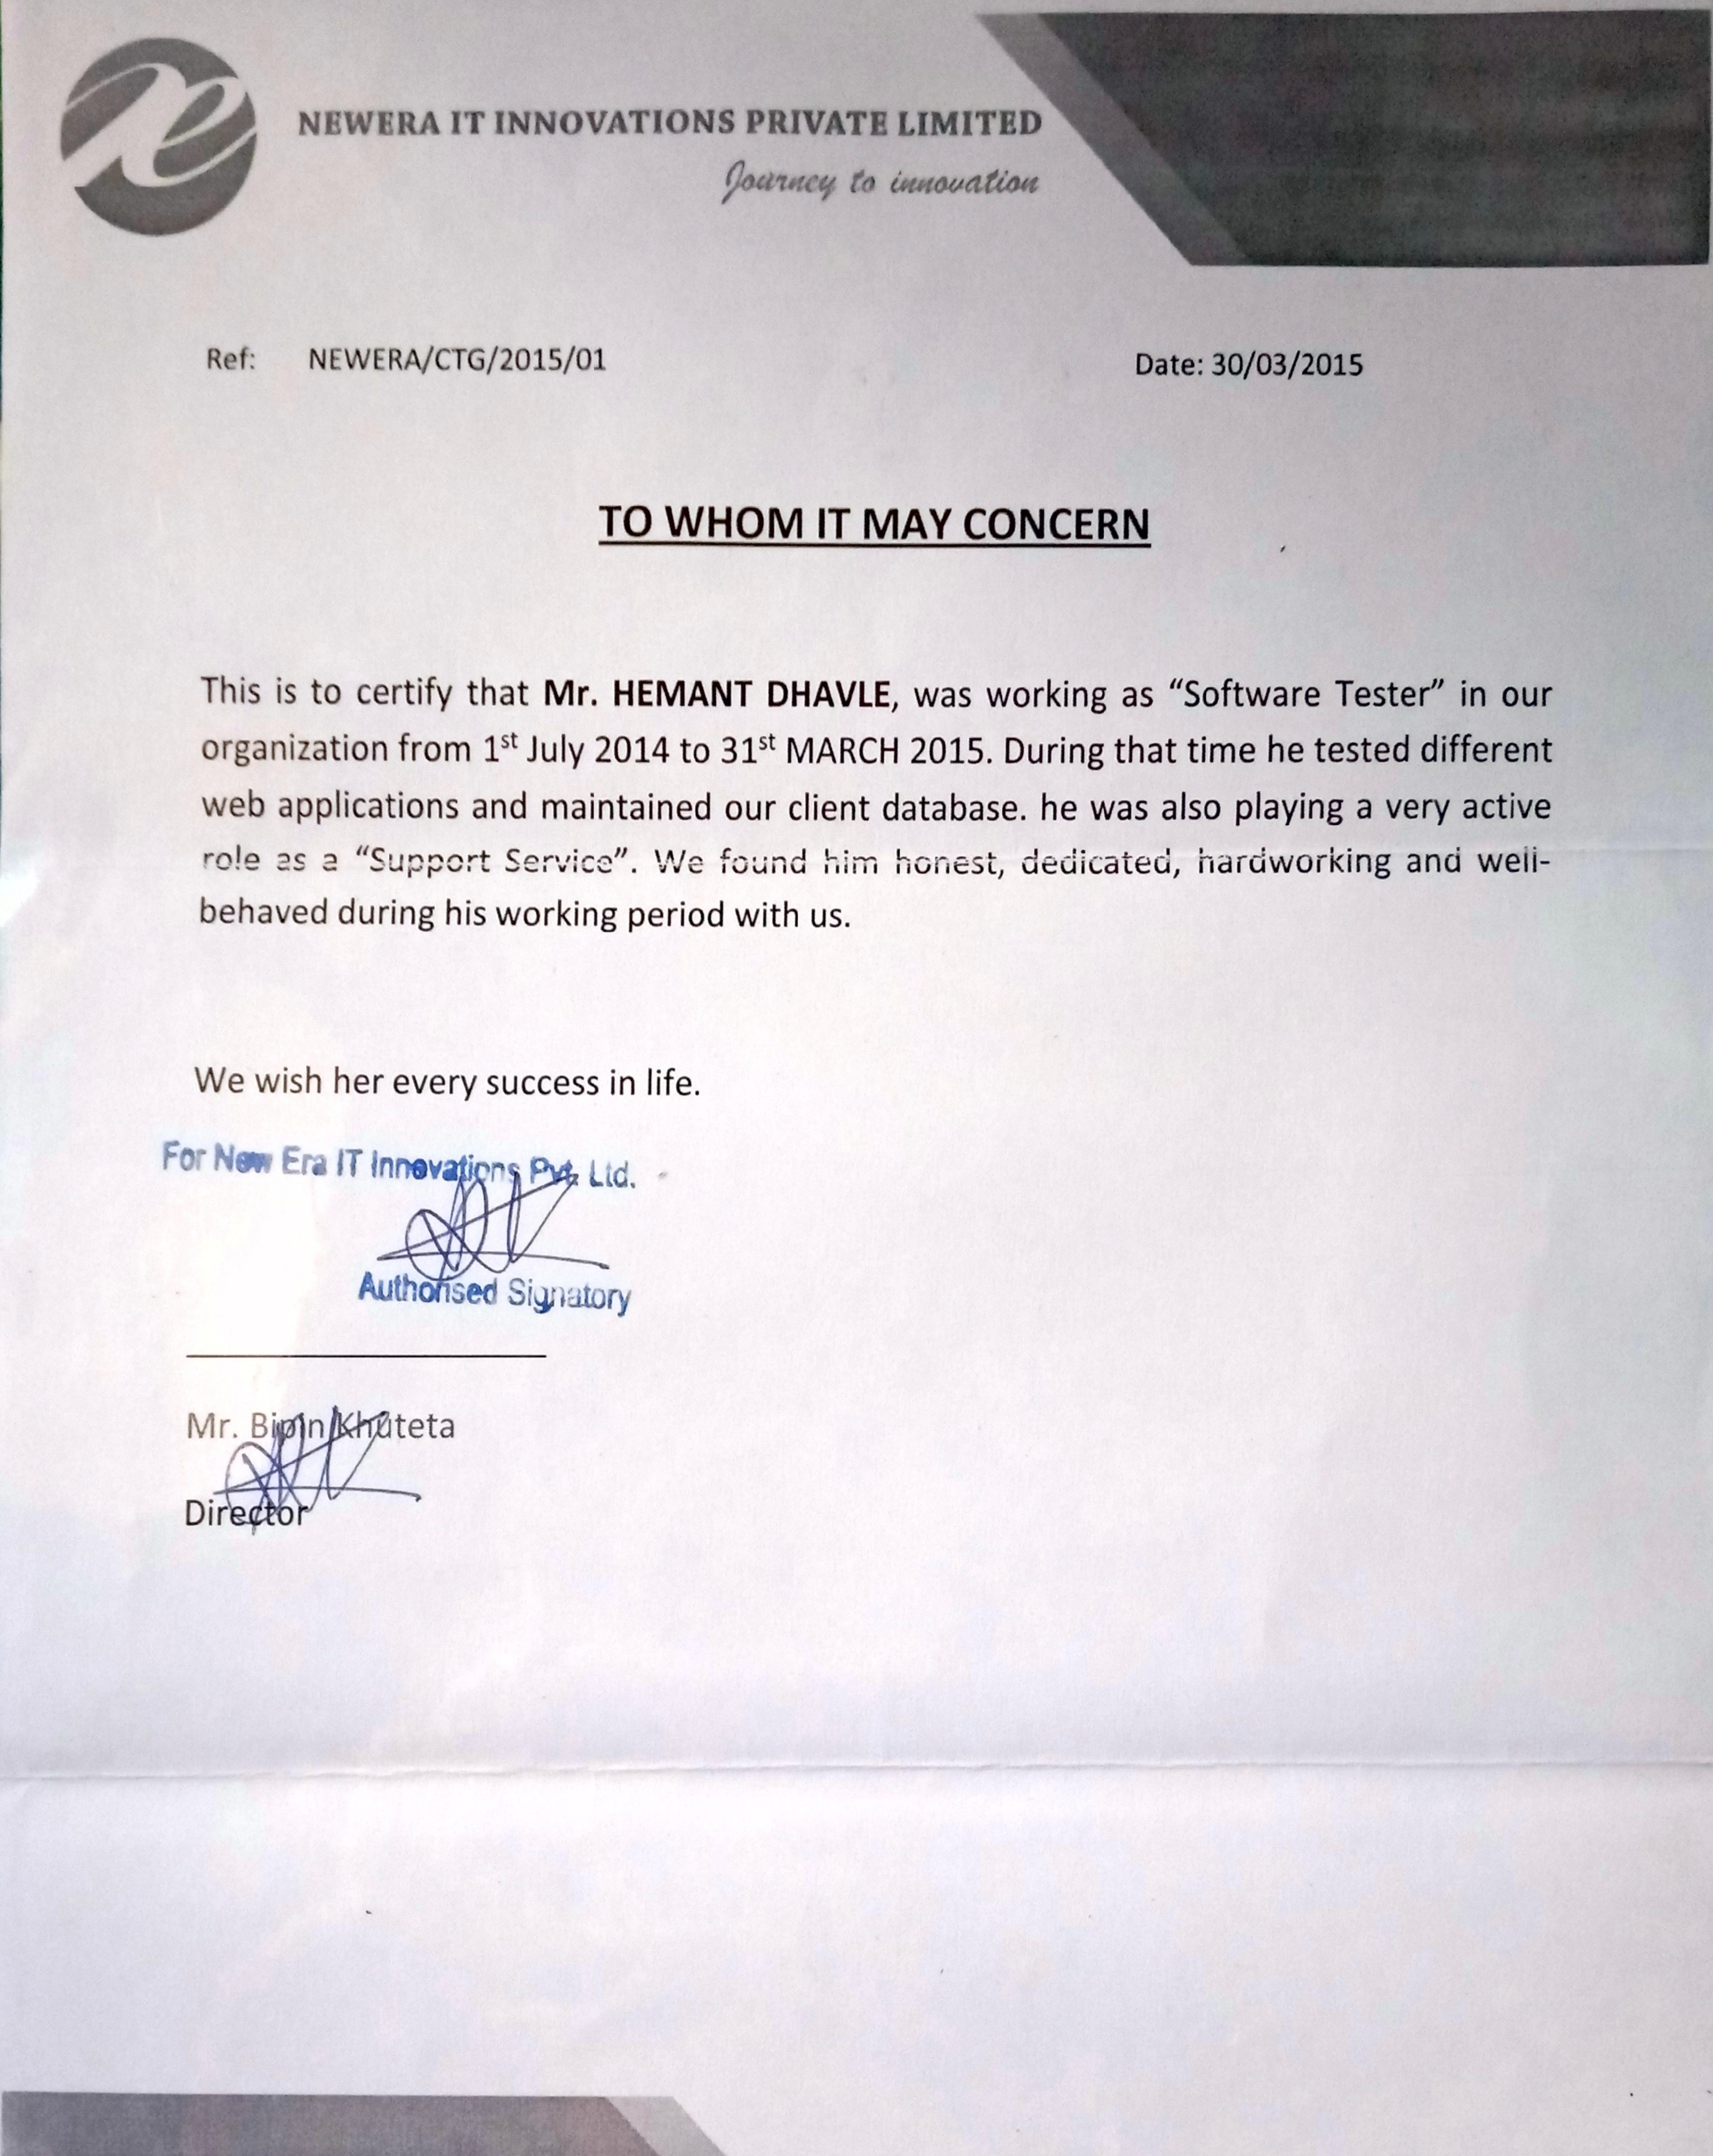 NEWERA IT INNOVATIONS PRIVATE LIMITED
Journey to innovation
Ref: NEWERA/CTG/2015/01 Date: 30/03/2015
TO WHOM IT MAY CONCERN
This is to certify that Mr. HEMANT DHAVLE, was working as “Software Tester” in our
organization from 1st July 2014 to 31st MARCH 2015. During that time he tested different
web applications and maintained our client database. he was also playing a very active
role as a “Support Service”. We found him honest, dedicated, hardworking and well-
behaved during his working period with us.
We wish her every success in life.
For New Era IT Innovations Pvt. Ltd.
Authorised Signatory
Mr. Bipin Khuteta
Director